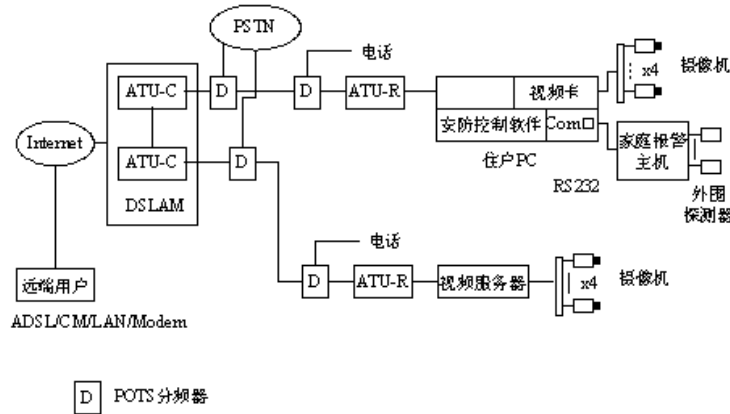 PSTN
电话
ATU-C
D
D
ATU-R
视频卡
x4
摄像机
Internet
安防控制软件
Com口
家庭报警主机
ATU-C
D
住户PC
RS232
外围探测器
DSLAM
电话
远端用户
D
ATU-R
视频服务器
x4
摄像机
ADSL/CM/LAN/Modem
D
POTS分频器